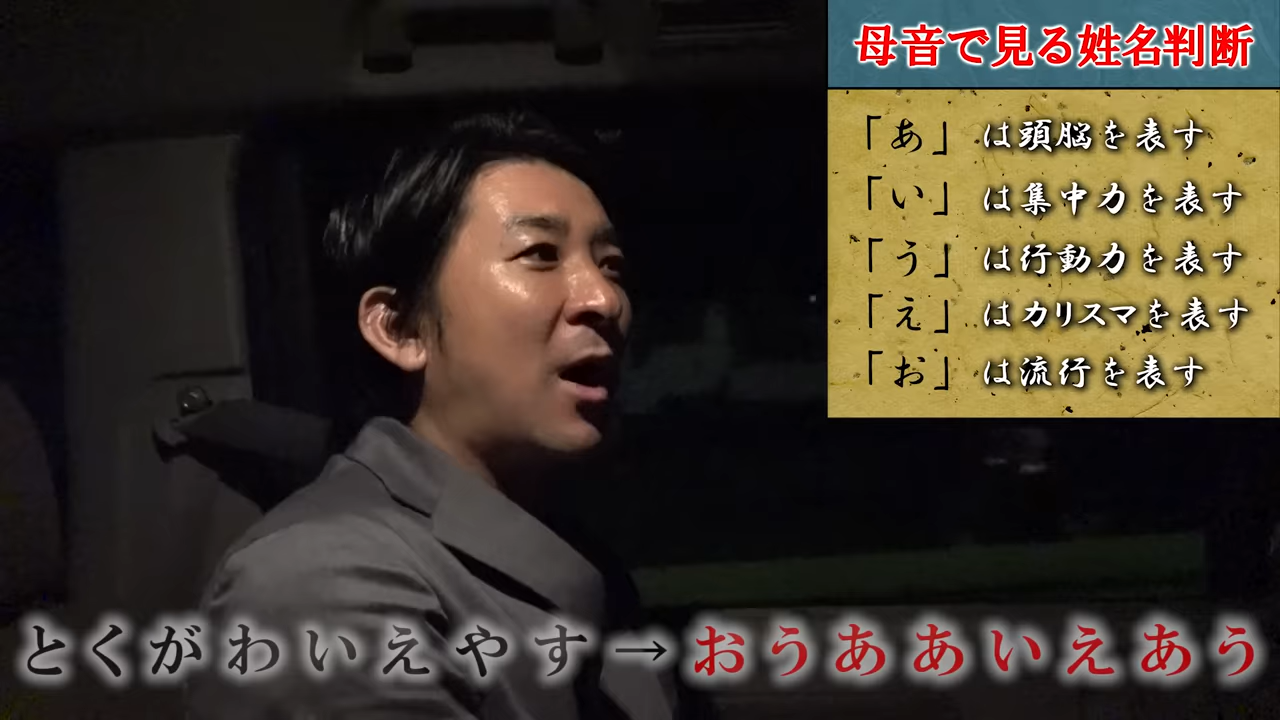 母音で見る姓名判断
「あ」は頭脳を表す
「い」は集中力を表す
「う」は行動力を表す
「え」はカリスマを表す
「お」は流行を表す
とくがわいえやす→おうああいえあう